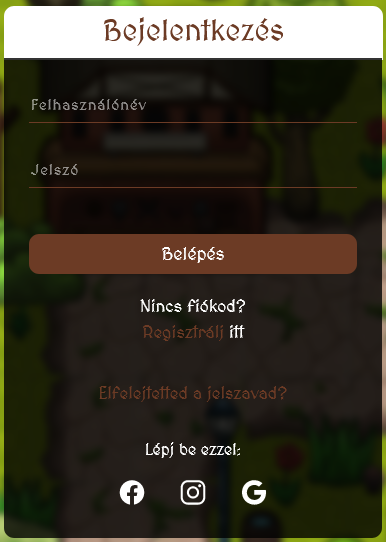 Bejelentkezés
Felhasználónév
Jelszó
Belépés
Nincs fiókod?
Regisztrálj itt
Elfelejtetted a jelszavad?
Lépj be ezzel: